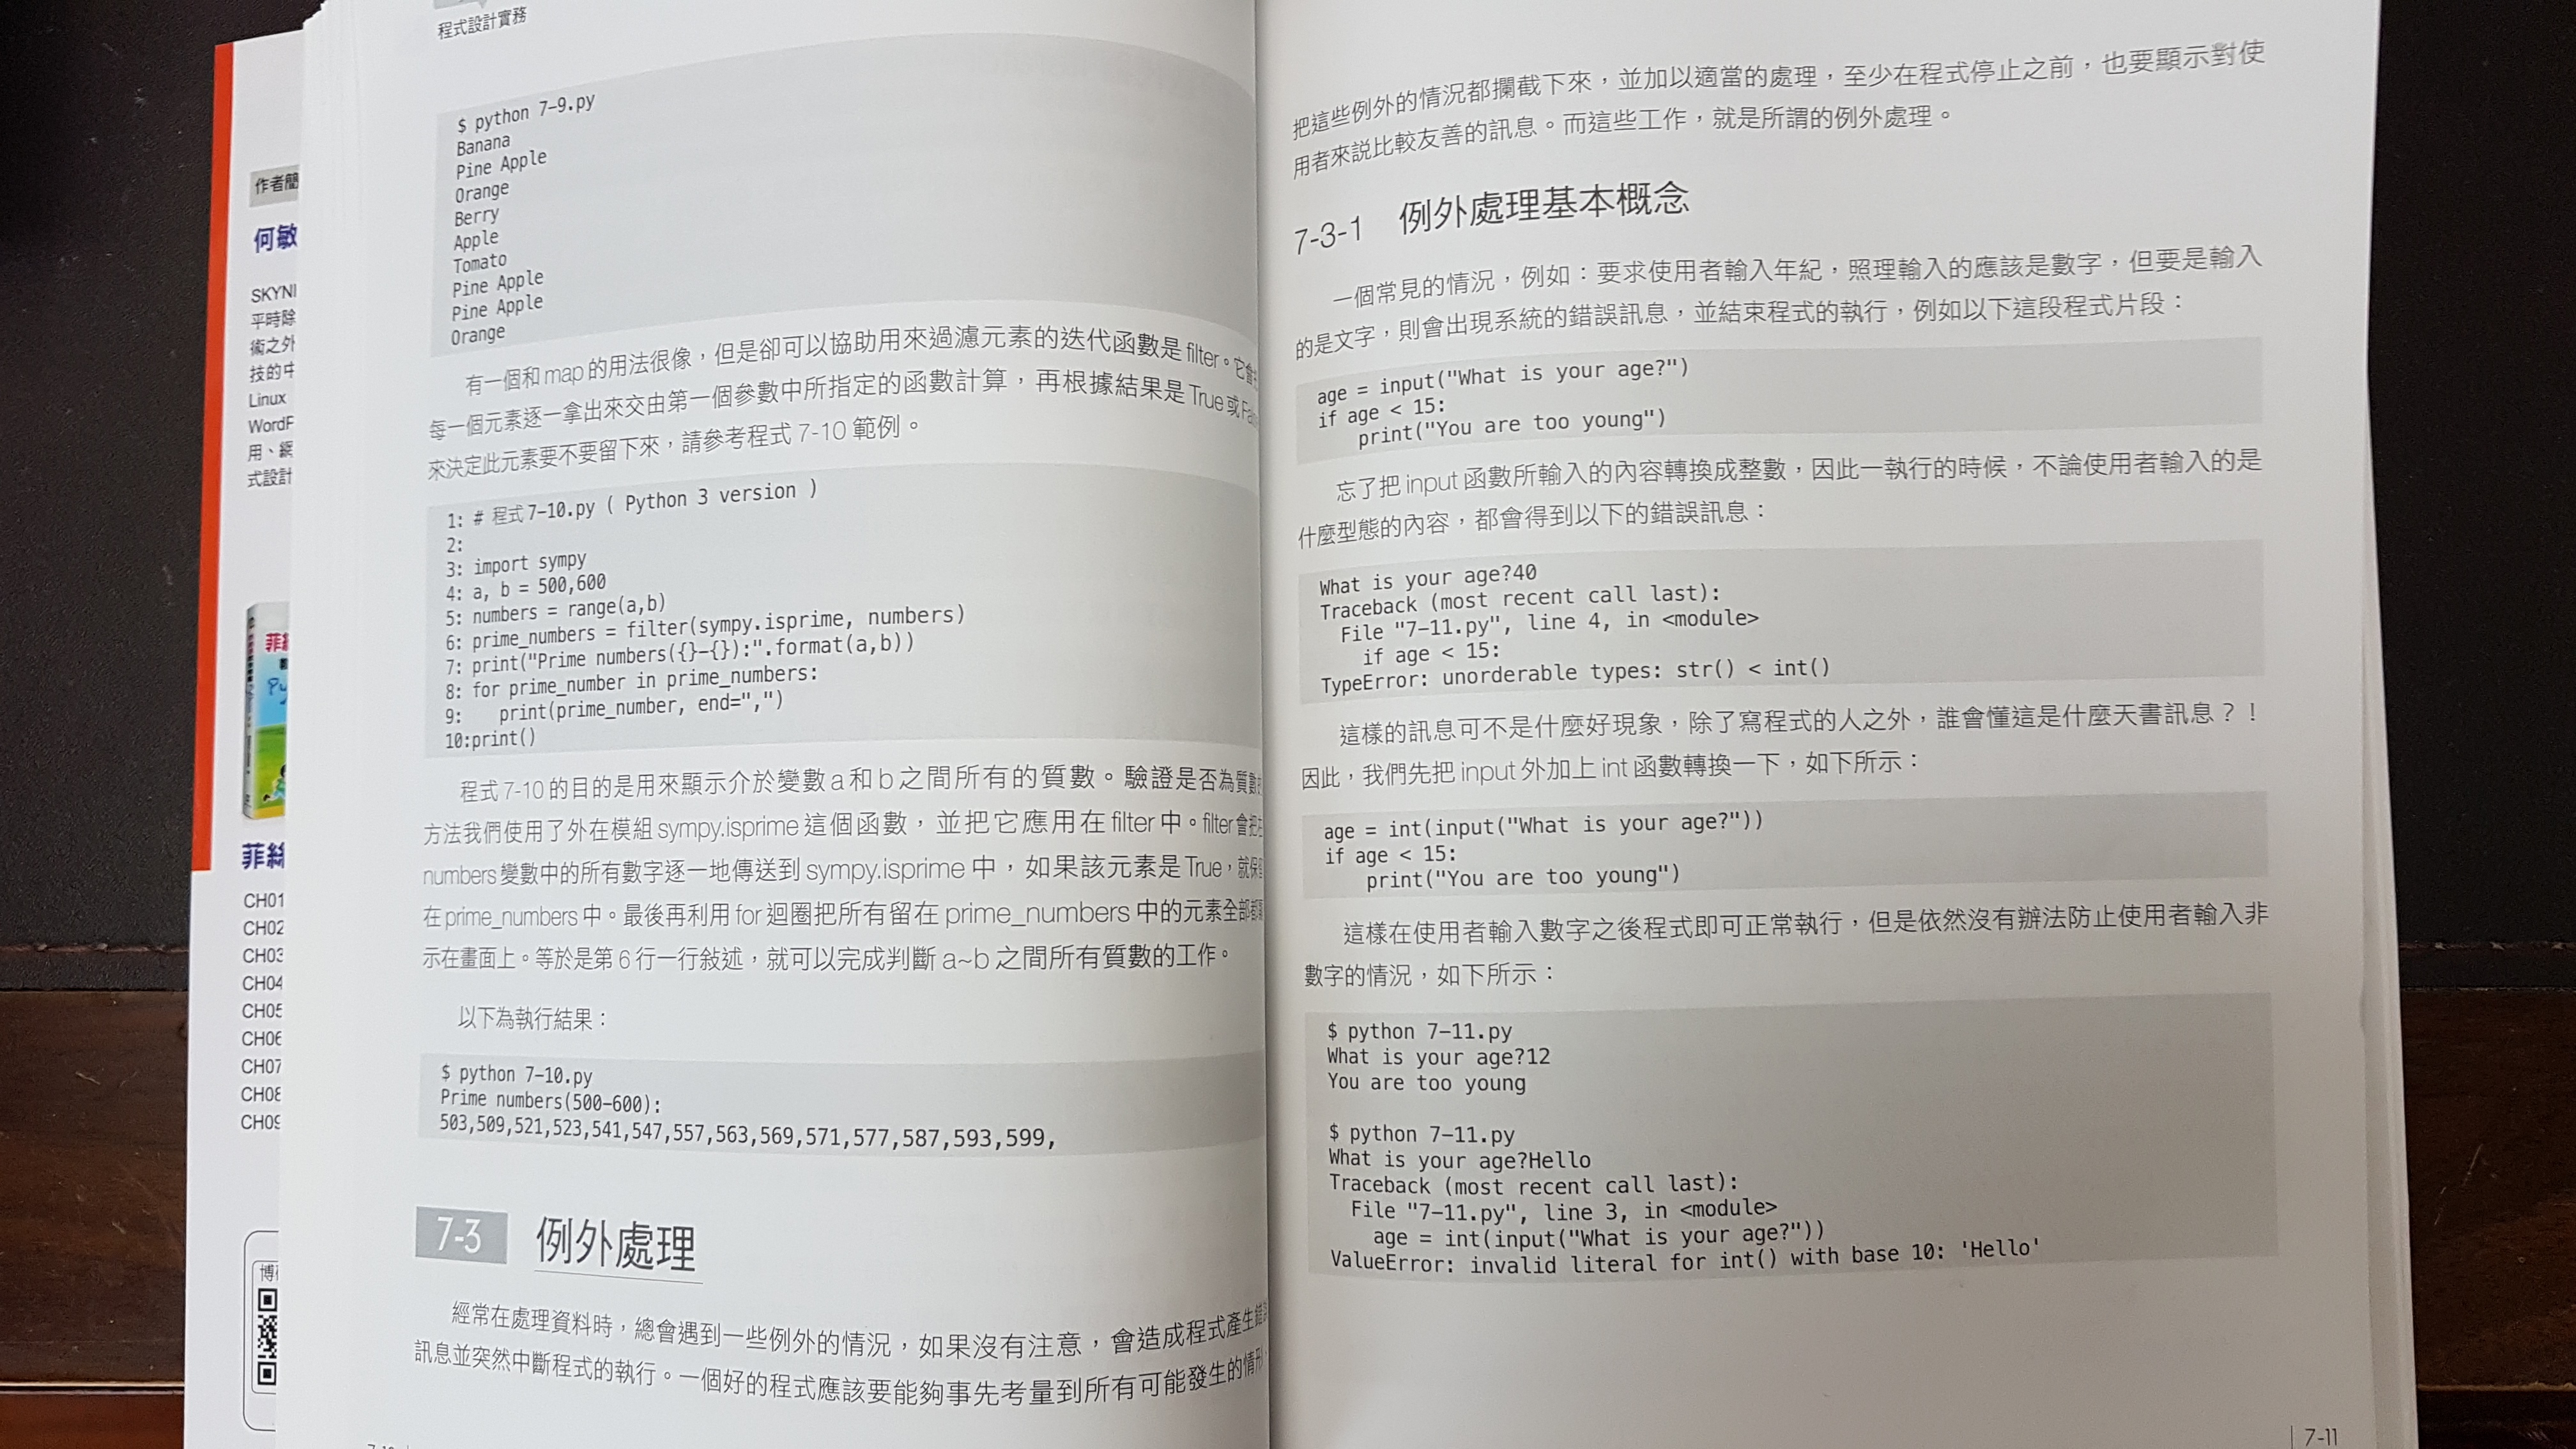 程式設計實務
$ python 7-9.py
Banana
Pine Apple
Orange
Berry
Apple
Tomato
Pine Apple
Pine Apple
Orange
有一個和 map 的用法很像，但是卻可以協助用來過濾元素的迭代函數是 filter。它會
每一個元素逐一拿出來交由第一個參數中所指定的函數計算，再根據結果是 True 或
來決定此元素要不要留下來，請參考程式 7-10 範例。
1: # 程式7-10.py ( Python 3 version )
2:
3: import sympy
4: a, b = 500,600
5: numbers = range(a,b)
6: prime_numbers = filter(sympy.isprime, numbers)
7: print("Prime numbers({}-{}):".format(a,b))
8: for prime_number in prime_numbers:
9:    print(prime_number, end=",")
10:print()
程式 7-10 的目的是用來顯示介於變數 a 和 b 之間所有的質數。驗證是否為質數
方法我們使用了外在模組 sympy.isprime 這個函數，並把它應用在 filter 中。filter 會把
numbers 變數中的所有數字逐一地傳送到 sympy.isprime 中，如果該元素是 True，就保
在 prime_numbers 中。最後再利用 for 迴圈把所有留在 prime_numbers 中的元素全部都
示在畫面上。等於是第 6 行一行敘述，就可以完成判斷 a~b 之間所有質數的工作。
以下為執行結果：
$ python 7-10.py
Prime numbers(500-600):
503,509,521,523,541,547,557,563,569,571,577,587,593,599,
7-3 例外處理
經常在處理資料時，總會遇到一些例外的情況，如果沒有注意，會造成程式產生錯
訊息並突然中斷程式的執行。一個好的程式應該要能夠事先考量到所有可能發生的情
把這些例外的情況都攔截下來，並加以適當的處理，至少在程式停止之前，也要顯示對使
用者來說比較友善的訊息。而這些工作，就是所謂的例外處理。
7-3-1 例外處理基本概念
一個常見的情況，例如：要求使用者輸入年紀，照理輸入的應該是數字，但要是輸入
的是文字，則會出現系統的錯誤訊息，並結束程式的執行，例如以下這段程式片段：
age = input("What is your age?")
if age < 15:
    print("You are too young")
忘了把 input 函數所輸入的內容轉換成整數，因此一執行的時候，不論使用者輸入的是
什麼型態的內容，都會得到以下的錯誤訊息：
What is your age?40
Traceback (most recent call last):
  File "7-11.py", line 4, in <module>
    if age < 15:
TypeError: unorderable types: str() < int()
這樣的訊息可不是什麼好現象，除了寫程式的人之外，誰會懂這是什麼天書訊息？！
因此，我們先把 input 外加上 int 函數轉換一下，如下所示：
age = int(input("What is your age?"))
if age < 15:
    print("You are too young")
這樣在使用者輸入數字之後程式即可正常執行，但是依然沒有辦法防止使用者輸入非
數字的情況，如下所示：
$ python 7-11.py
What is your age?12
You are too young
$ python 7-11.py
What is your age?Hello
Traceback (most recent call last):
  File "7-11.py", line 3, in <module>
    age = int(input("What is your age?"))
ValueError: invalid literal for int() with base 10: 'Hello'
7-11
作者簡
何敏
SKYN
平時除
術之外
技的中
Linux
WordF
用、網
式設計
菲絲
CH01
CH02
CH03
CH04
CH05
CH06
CH07
CH08
CH09